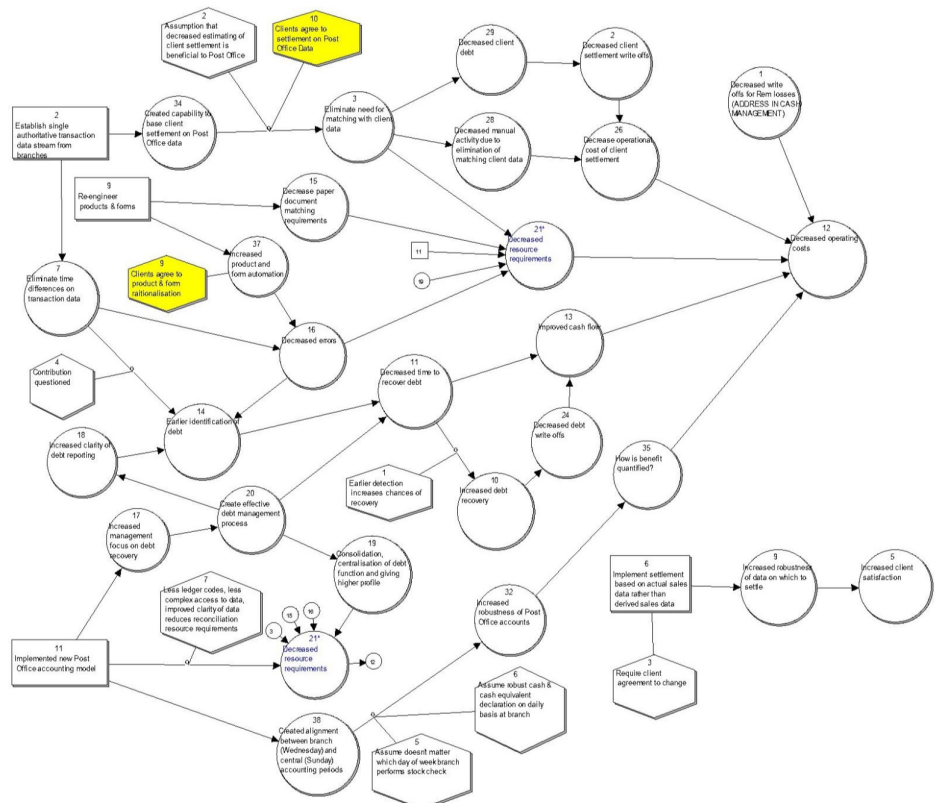 2
Assumption that
decreased estimating of
client settlement is
beneficial to Post Office
10
Clients agree to
settlement on Post
Office Data
29
Decreased client
debt
2
Decreased client
settlement write offs
1
Decreased write
offs for Rem losses
(ADDRESS IN CASH
MANAGEMENT)
2
Establish single
authoritative transaction
data stream from
branches
34
Created capability to
base client
settlement on Post
Office data
3
Eliminate need for
matching with client
data
28
Decreased manual
activity due to
elimination of
matching client data
26
Decrease operational
cost of client
settlement
9
Re-engineer
products & forms
15
Decrease paper
document
matching
requirements
37
Increased
product and
form automation
9
Clients agree to
product & form
raitionalisation
11
21*
Decreased
resource
requirements
12
Decreased operating
costs
7
Eliminate time
differences on
transaction data
16
Decreased errors
13
Improved cash flow
4
Contribution
questioned
14
Earlier identification of
debt
11
Decreased time to
recover debt
24
Decreased debt
write offs
18
Increased clarity of
debt reporting
1
Earlier detection
increases chances of
recovery
10
Increased debt
recovery
35
How is benefit
quantified?
20
Create effective
debt management
process
17
Increased
management
focus on debt
recovery
19
Consolidation,
centralisation of debt
function and giving
higher profile
7
Less ledger codes, less
complex access to data,
improved clarity of data
reduces reconciliation
resource requirements
3
15
16
21*
Decreased
resource
requirements
12
11
Implemented new Post
Office accounting model
32
Increased
robustness of Post
Office accounts
6
Implement settlement
based on actual sales
data rather than
derived sales data
9
Increased robustness
of data on which to
settle
5
Increased client
satisfaction
3
Require client
agreement to change
38
Created alignment
between branch
(Wednesday) and
central (Sunday)
accounting periods
6
Assume robust cash &
cash equivalent
declaration on daily
basis at branch
5
Assume doesn't matter
which day of week branch
performs stock check